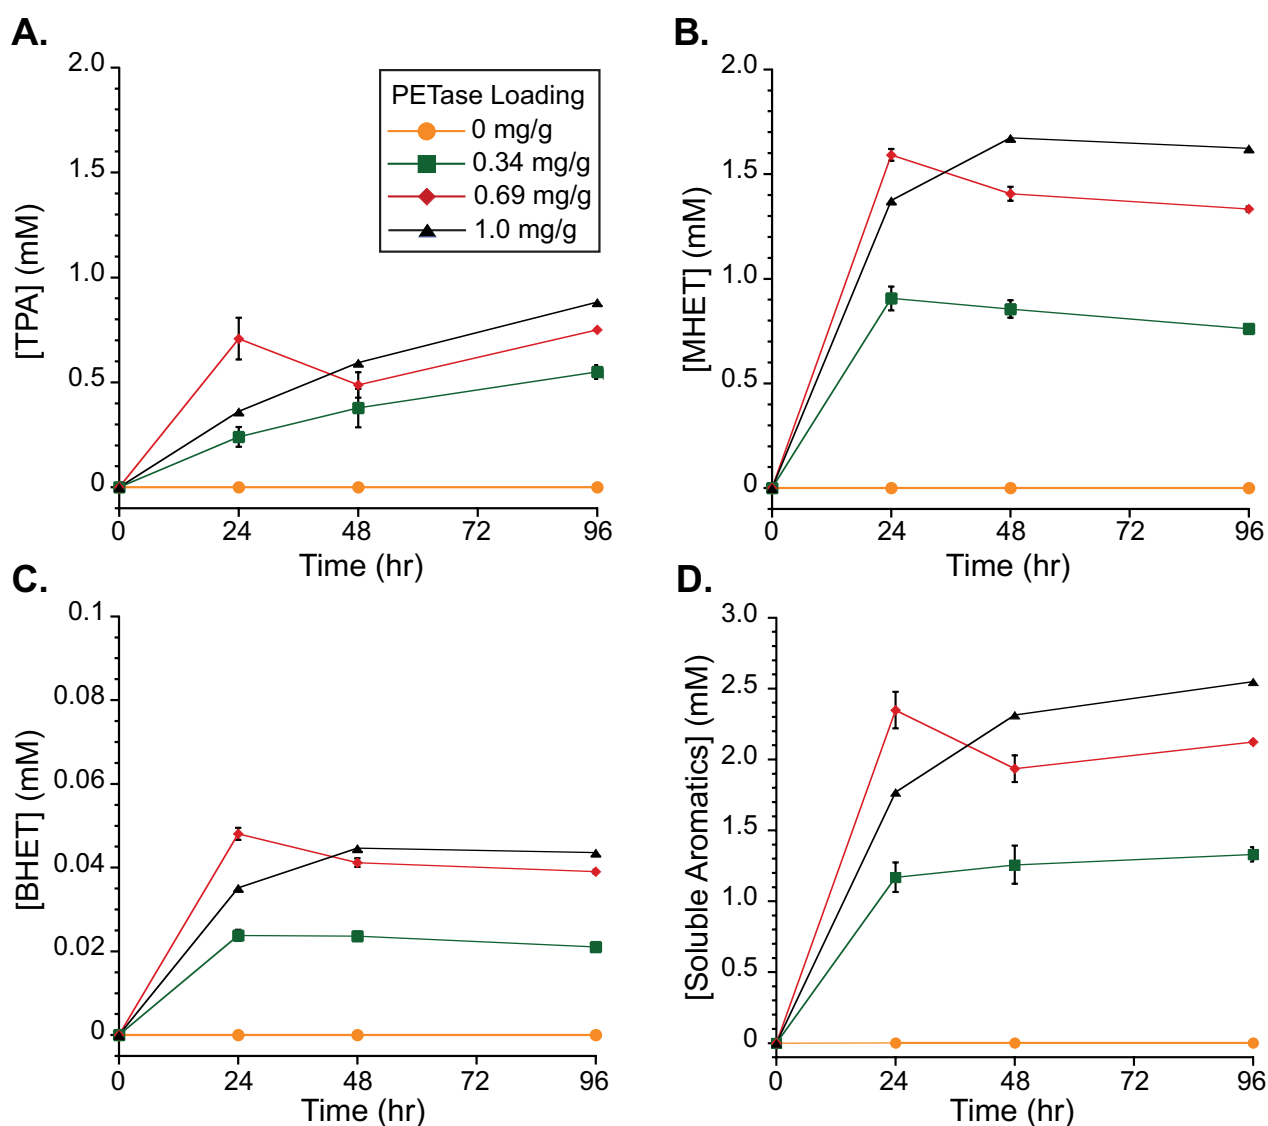 A.
2.0
1.5
1.0
0.5
0
[TPA] (mM)
PETase Loading
0 mg/g
0.34 mg/g
0.69 mg/g
1.0 mg/g
0 24 48 72 96
Time (hr)
B.
2.0
1.5
1.0
0.5
0
[MHET] (mM)
0 24 48 72 96
Time (hr)
C.
0.1
0.08
0.06
0.04
0.02
0
[BHET] (mM)
0 24 48 72 96
Time (hr)
D.
3.0
2.5
2.0
1.5
1.0
0.5
0
[Soluble Aromatics] (mM)
0 24 48 72 96
Time (hr)